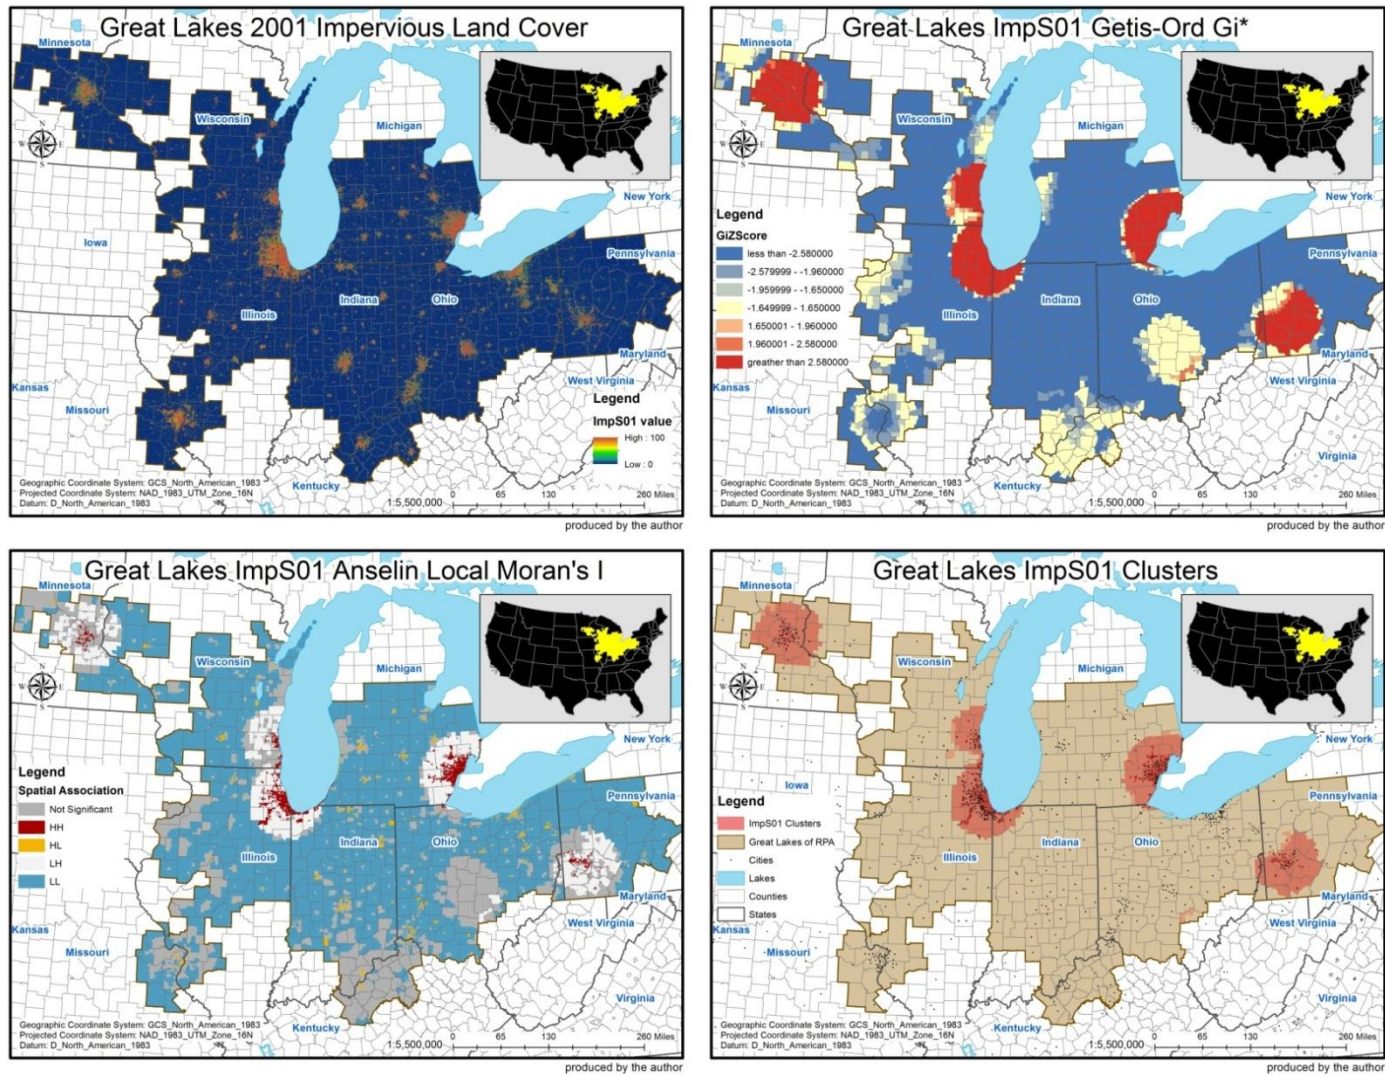 Great Lakes 2001 Impervious Land Cover
Minnesota
Wisconsin
Michigan
N
W E
S
New York
Iowa
Pennsylvania
Indiana
Ohio
Illinois
Maryland
Kansas
West Virginia
Missouri
Legend
ImpS01 value
High : 100
Low : 0
Virginia
Kentucky
Geographic Coordinate System: GCS_North_American_1983
Projected Coordinate System: NAD_1983_UTM_Zone_16N
Datum: D_North_American_1983
1:5,500,000
0 65 130 260 Miles
produced by the author
Great Lakes ImpS01 Getis-Ord Gi*
Minnesota
Wisconsin
Michigan
N
W E
S
New York
Legend
GiZScore
less than -2.580000
-2.579999 - -1.960000
-1.959999 - -1.650000
-1.649999 - 1.650000
1.650001 - 1.960000
1.960001 - 2.580000
greather than 2.580000
Iowa
Pennsylvania
Indiana
Ohio
Illinois
Maryland
Kansas
West Virginia
Missouri
Virginia
Kentucky
Geographic Coordinate System: GCS_North_American_1983
Projected Coordinate System: NAD_1983_UTM_Zone_16N
Datum: D_North_American_1983
1:5,500,000
0 65 130 260 Miles
produced by the author
Great Lakes ImpS01 Anselin Local Moran's I
Minnesota
Wisconsin
Michigan
N
W E
S
New York
Legend
Spatial Association
Not Significant
HH
HL
LH
LL
Pennsylvania
Indiana
Ohio
Illinois
Maryland
Kansas
West Virginia
Missouri
Virginia
Kentucky
Geographic Coordinate System: GCS_North_American_1983
Projected Coordinate System: NAD_1983_UTM_Zone_16N
Datum: D_North_American_1983
1:5,500,000
0 65 130 260 Miles
produced by the author
Great Lakes ImpS01 Clusters
Minnesota
Wisconsin
Michigan
N
W E
S
New York
Iowa
Legend
ImpS01 Clusters
Great Lakes of RPA
Cities
Lakes
Counties
States
Pennsylvania
Indiana
Ohio
Illinois
Maryland
Kansas
West Virginia
Missouri
Virginia
Kentucky
Geographic Coordinate System: GCS_North_American_1983
Projected Coordinate System: NAD_1983_UTM_Zone_16N
Datum: D_North_American_1983
1:5,500,000
0 65 130 260 Miles
produced by the author